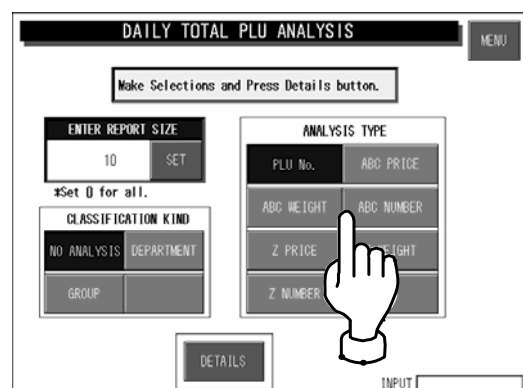 DAILY TOTAL PLU ANALYSIS
MENU
Make Selections and Press Details button.
ENTER REPORT SIZE
10 SET
*Set 0 for all.
CLASSIFICATION KIND
NO ANALYSIS DEPARTMENT
GROUP
ANALYSIS TYPE
PLU No. ABC PRICE
ABC WEIGHT ABC NUMBER
Z PRICE EIGHT
Z NUMBER
DETAILS
INPUT